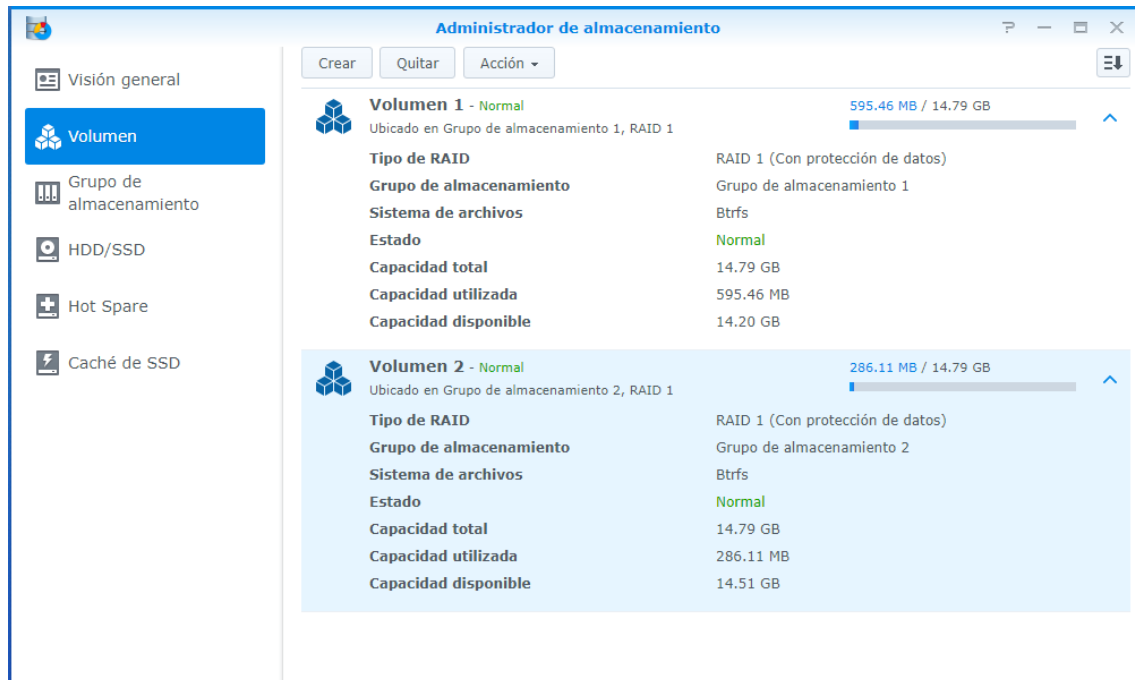 Administrador de almacenamiento
Visión general
Volumen
Grupo de
almacenamiento
HDD/SSD
Hot Spare
Caché de SSD
Crear Quitar Acción
Volumen 1 - Normal 595.46 MB / 14.79 GB
Ubicado en Grupo de almacenamiento 1, RAID 1
Tipo de RAID RAID 1 (Con protección de datos)
Grupo de almacenamiento Grupo de almacenamiento 1
Sistema de archivos Btrfs
Estado Normal
Capacidad total 14.79 GB
Capacidad utilizada 595.46 MB
Capacidad disponible 14.20 GB
Volumen 2 - Normal 286.11 MB / 14.79 GB
Ubicado en Grupo de almacenamiento 2, RAID 1
Tipo de RAID RAID 1 (Con protección de datos)
Grupo de almacenamiento Grupo de almacenamiento 2
Sistema de archivos Btrfs
Estado Normal
Capacidad total 14.79 GB
Capacidad utilizada 286.11 MB
Capacidad disponible 14.51 GB